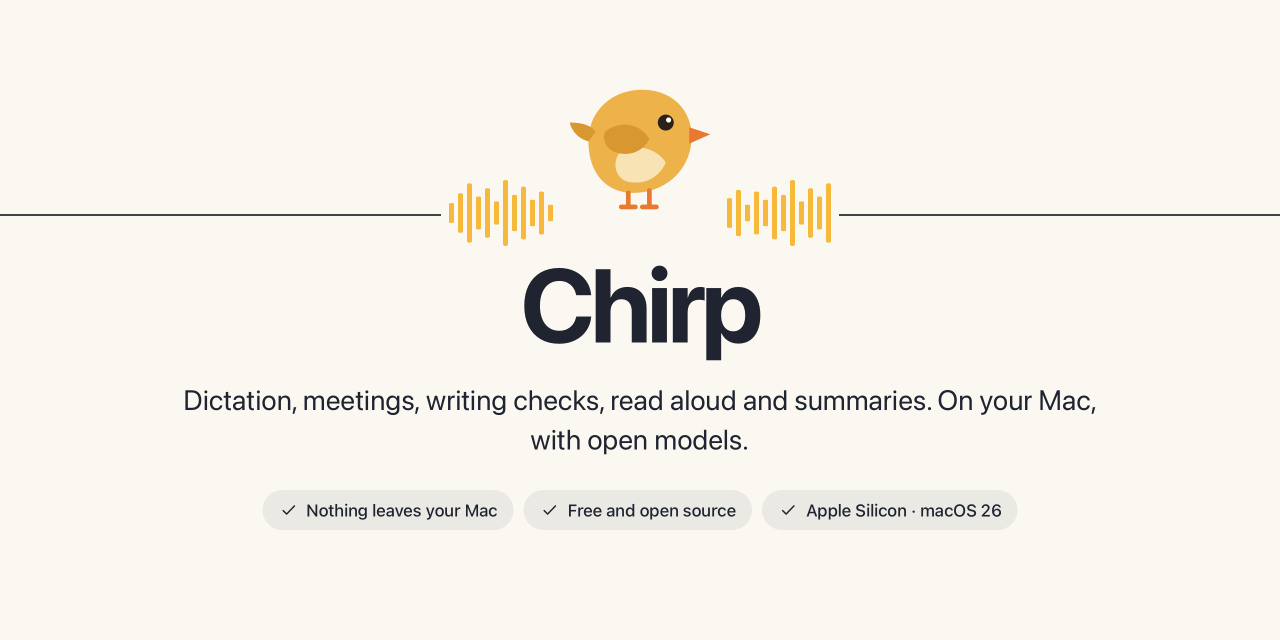 Chirp
Dictation, meetings, writing checks, read aloud and summaries. On your Mac,
with open models.
Nothing leaves your Mac
Free and open source
Apple Silicon · macOS 26